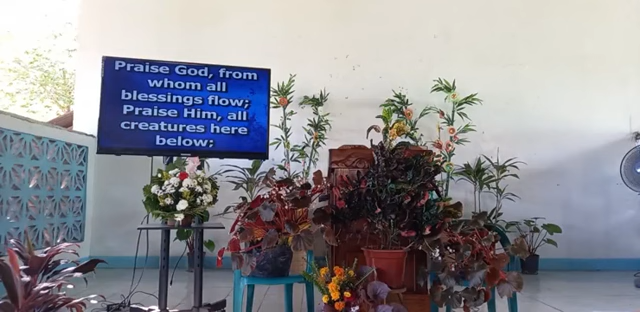 Praise God, from
whom all
blessings flow;
Praise Him, all
creatures here
below;